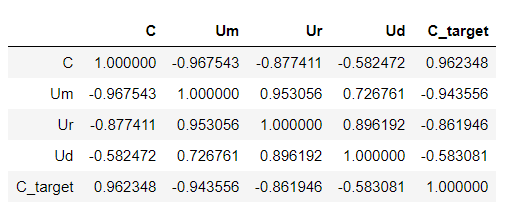 C Um Ur Ud C_target
C 1.000000 -0.967543 -0.877411 -0.582472 0.962348
Um -0.967543 1.000000 0.953056 0.726761 -0.943556
Ur -0.877411 0.953056 1.000000 0.896192 -0.861946
Ud -0.582472 0.726761 0.896192 1.000000 -0.583081
C_target 0.962348 -0.943556 -0.861946 -0.583081 1.000000